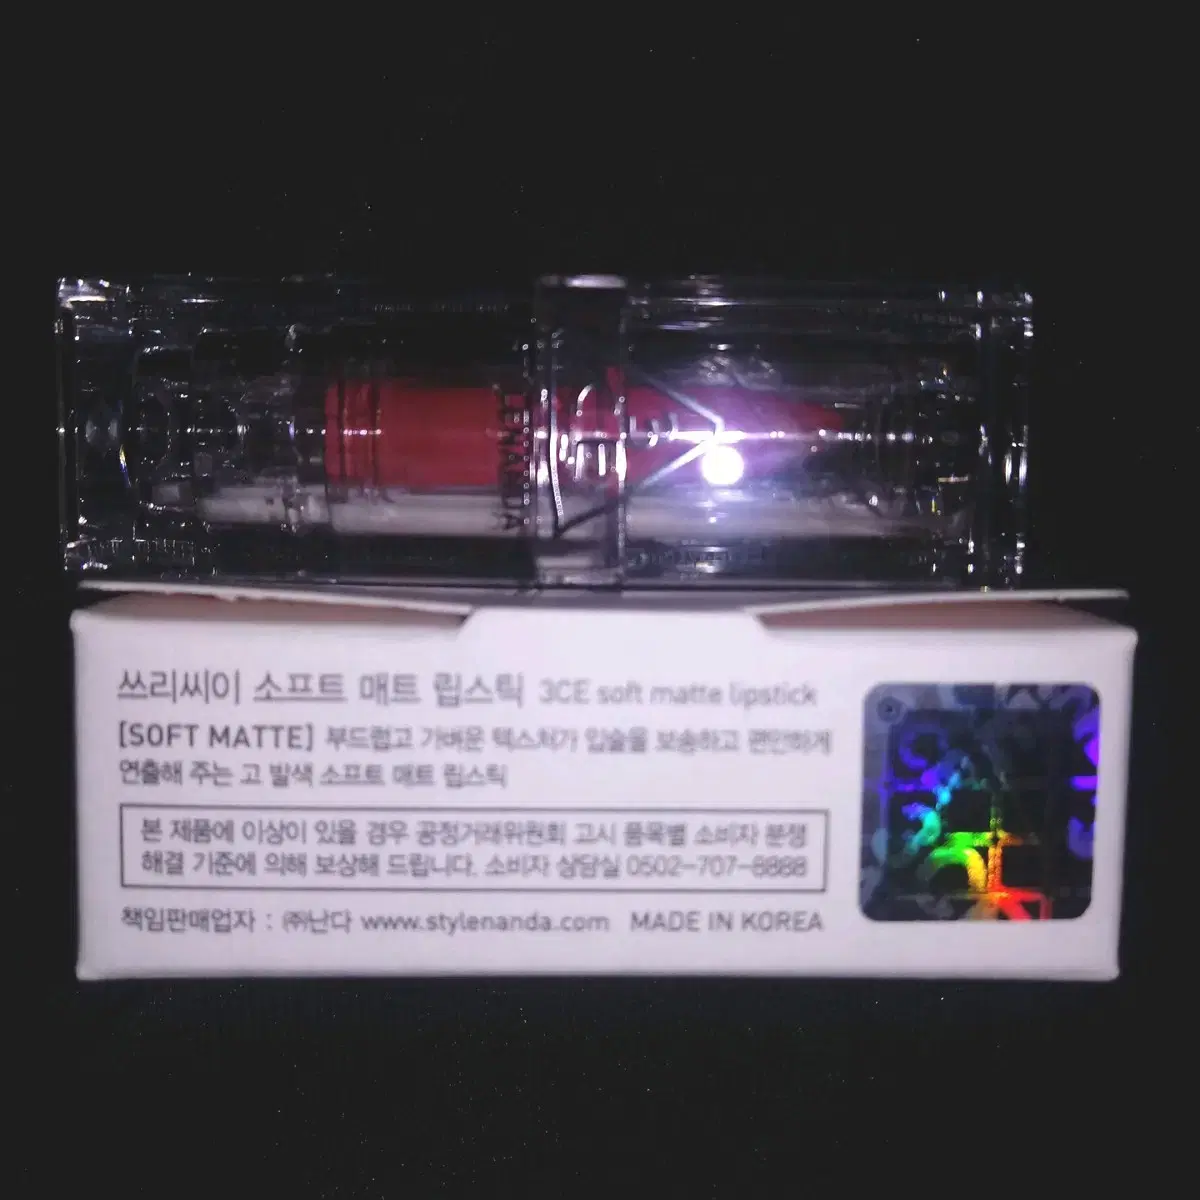 LENANDA
쓰리씨이 소프트 매트 립스틱 3CE soft matte lipstick
[SOFT MATTE] 부드럽고 가벼운 텍스처가 입술을 보송하고 편안하게
연출해 주는 고 발색 소프트 매트 립스틱
본 제품에 이상이 있을 경우 공정거래위원회 고시 품목별 소비자 분쟁
해결 기준에 의해 보상해 드립니다. 소비자 상담실 0502-707-8888
책임판매업자 : ㈜난다 www.stylenanda.com MADE IN KOREA